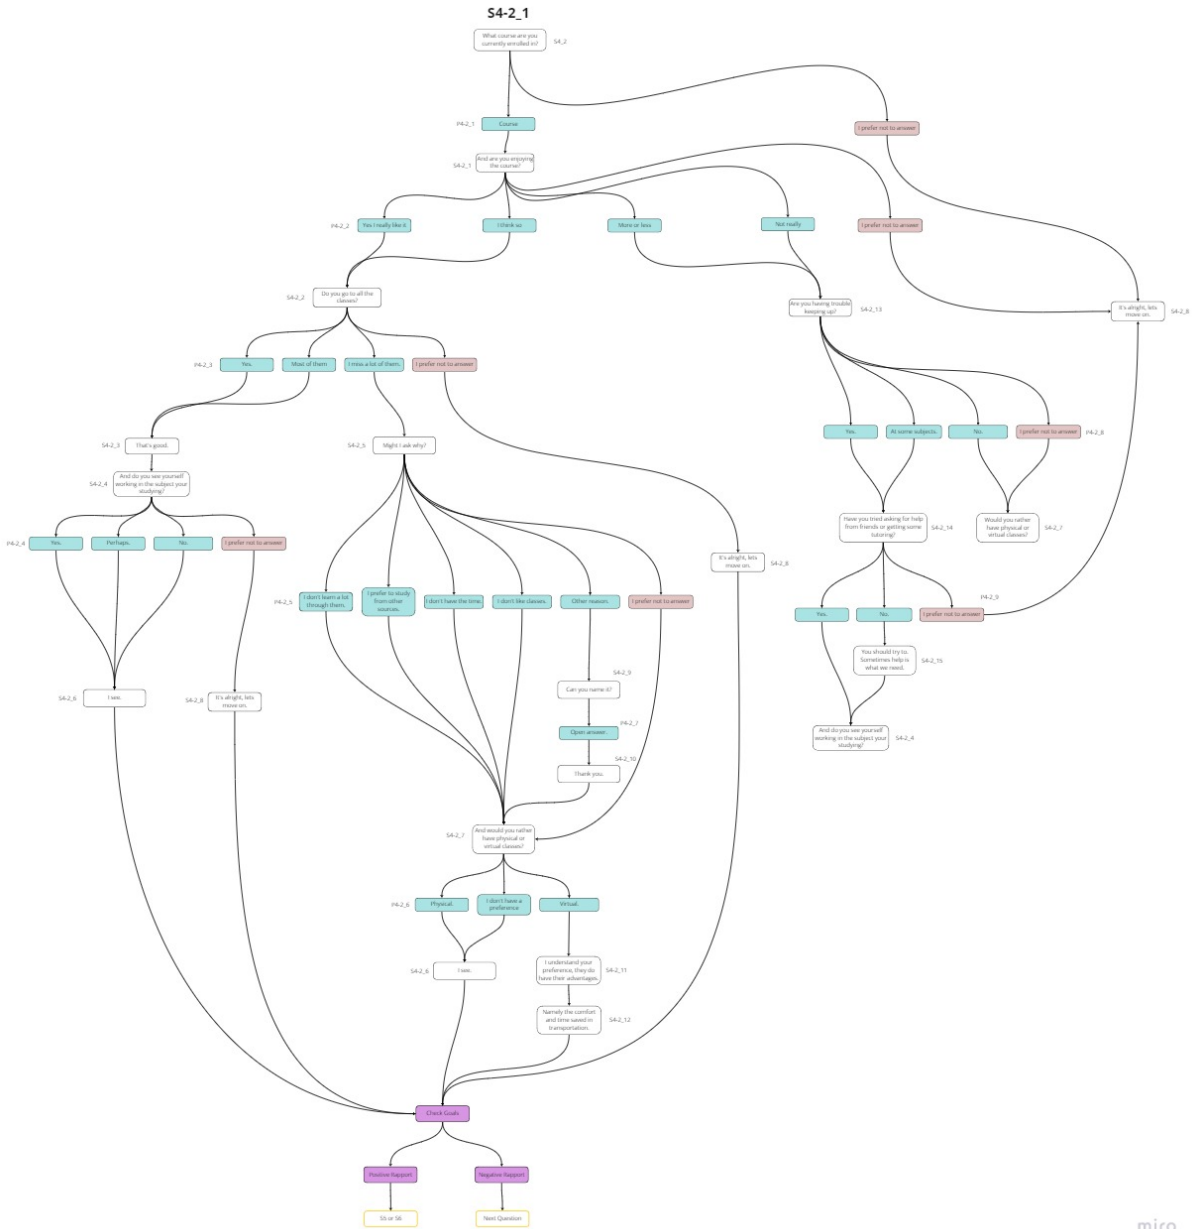 S4-2_1
What course are you
currently enrolled in?
S4_2
P4-2_1
Course
I prefer not to answer
S4-2_1
And are you enjoying
the course?
P4-2_2
Yes I really like it
I think so
More or less
Not really
I prefer not to answer
S4-2_2
Do you go to all the
classes?
Are you having trouble
keeping up?
S4-2_13
It's alright, lets
move on.
S4-2_8
P4-2_3
Yes.
Most of them
I miss a lot of them.
I prefer not to answer
Yes.
At some subjects.
No.
I prefer not to answer
P4-2_8
S4-2_3
That's good.
S4-2_5
Might I ask why?
S4-2_4
And do you see yourself
working in the subject your
studying?
Have you tried asking for help
from friends or getting some
tutoring?
S4-2_14
Would you rather
have physical or
virtual classes?
S4-2_7
P4-2_4
Yes.
Perhaps.
No.
I prefer not to answer
It's alright, lets
move on.
S4-2_8
P4-2_5
I don't learn a lot
through them.
I prefer to study
from other
sources.
I don't have the time.
I don't like classes.
Other reason.
I prefer not to answer
P4-2_9
Yes.
No.
I prefer not to answer
You should try to.
Sometimes help is
what we need.
S4-2_15
S4-2_9
Can you name it?
S4-2_6
I see.
S4-2_8
It's alright, lets
move on.
P4-2_7
Open answer.
And do you see yourself
working in the subject your
studying?
S4-2_4
S4-2_10
Thank you.
S4-2_7
And would you rather
have physical or
virtual classes?
P4-2_6
Physical.
I don't have a
preference
Virtual.
S4-2_6
I see.
I understand your
preference, they do
have their advantages.
S4-2_11
Namely the comfort
and time saved in
transportation.
S4-2_12
Check Goals
Positive Rapport
Negative Rapport
S5 or S6
Next Question
miro